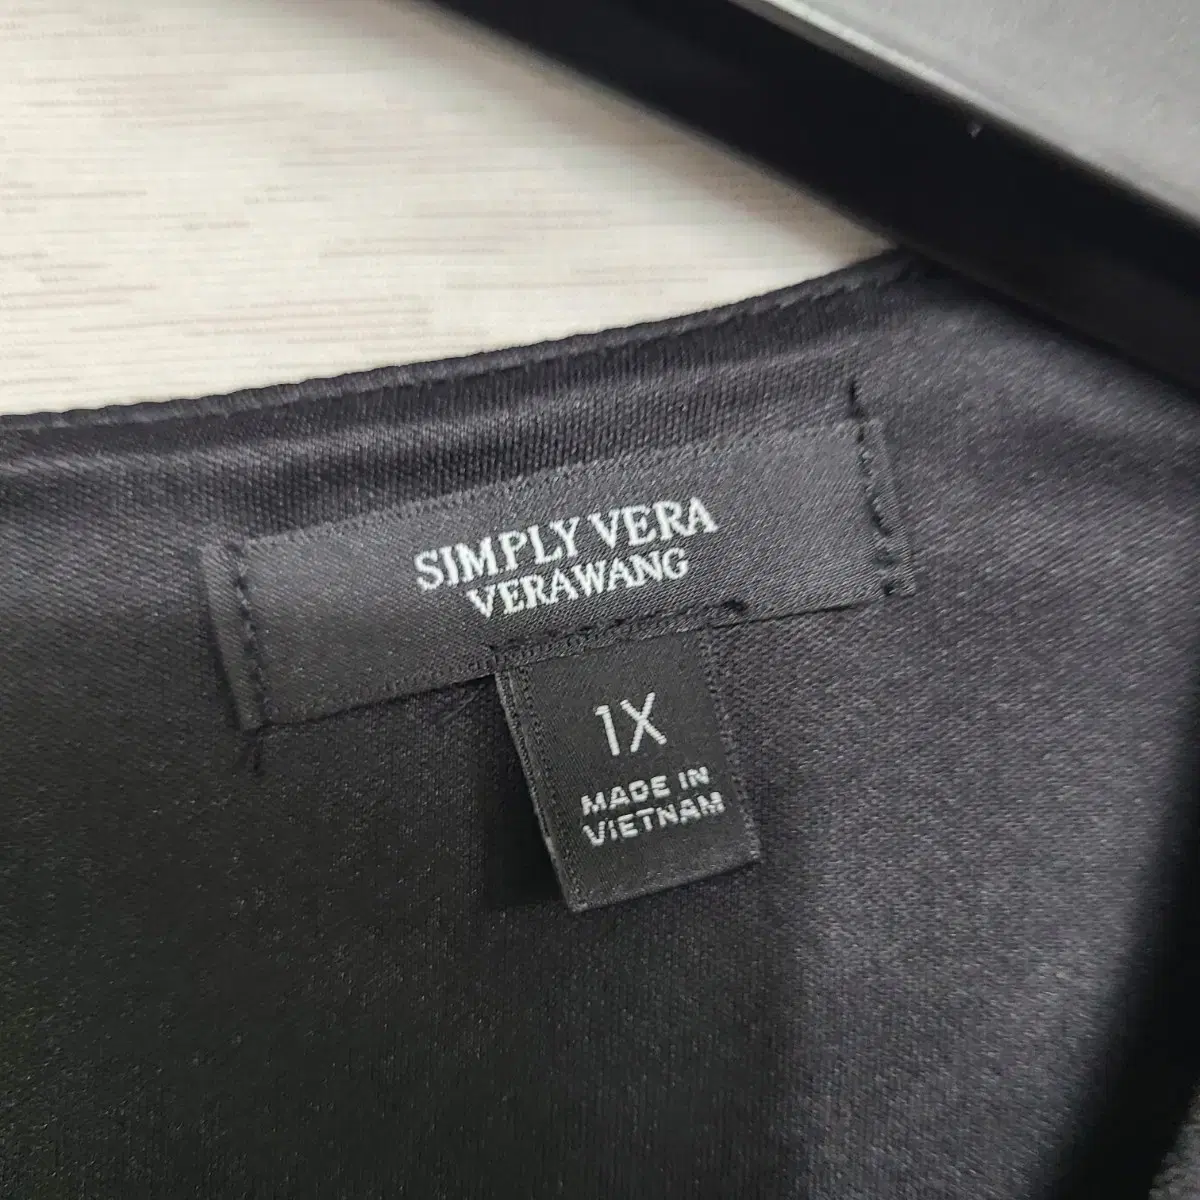 SIMPLY VERA
VERAWANG
1X
MADE IN
VIETNAM